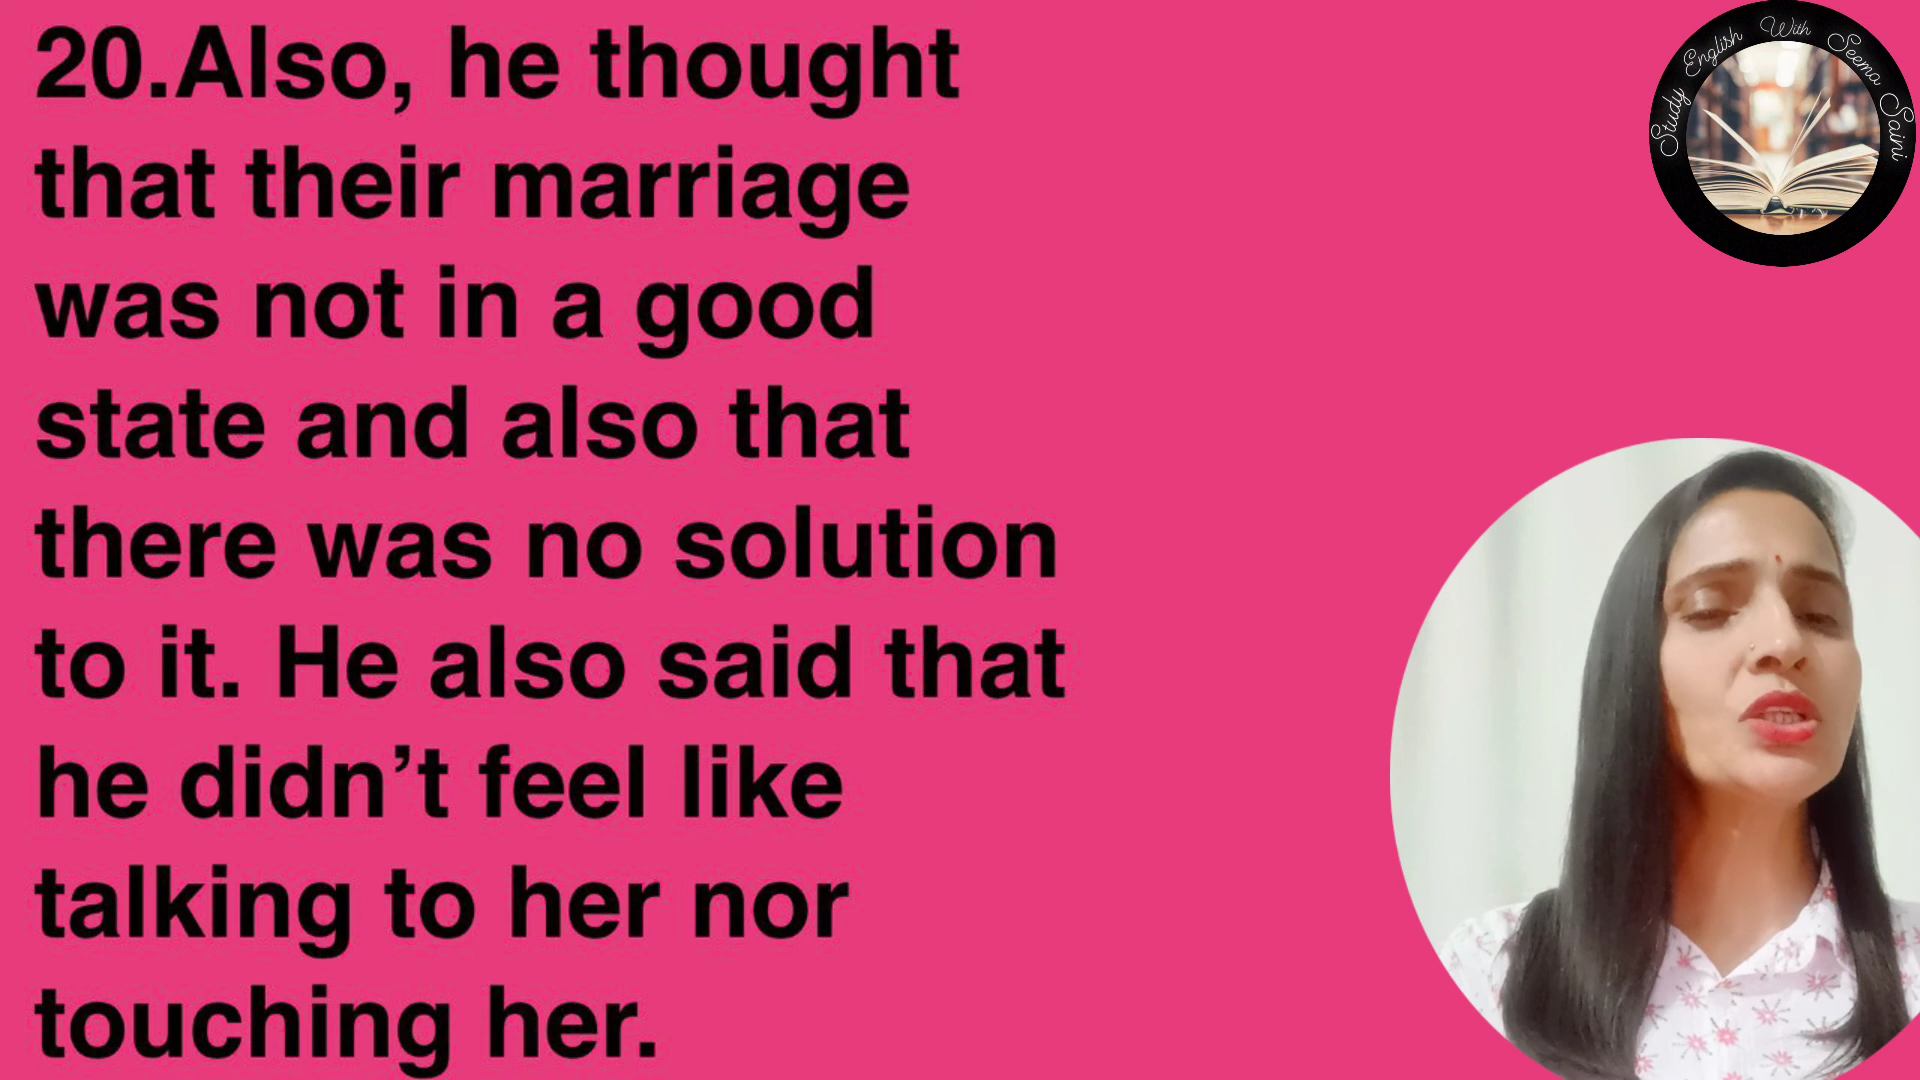 20.Also, he thought
that their marriage
was not in a good
state and also that
there was no solution
to it. He also said that
he didn’t feel like
talking to her nor
touching her.
Study English With Seema Saini